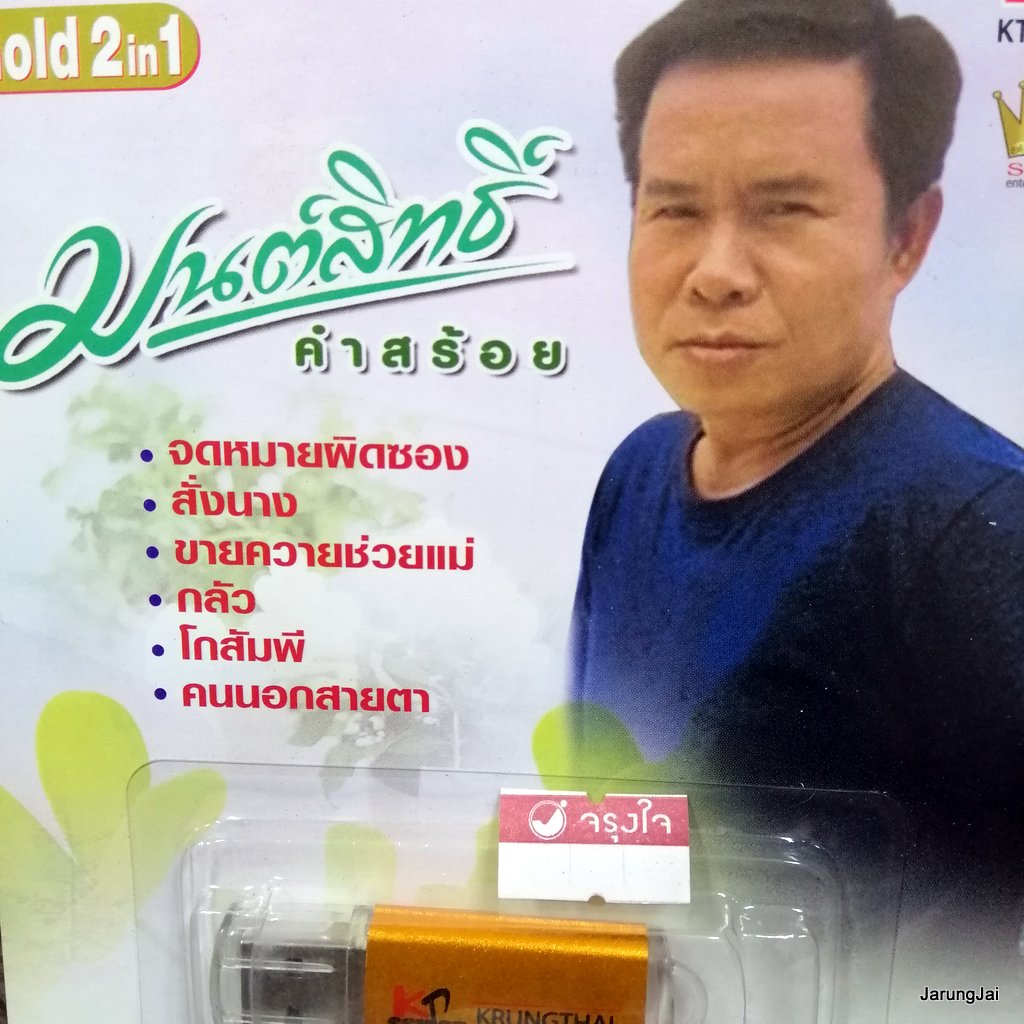 old 2in1
KT
มนต์สิทธิ์
คำสร้อย
• จดหมายผิดซอง
• สั่งนาง
• ขายควายช่วยแม่
• กลัว
• โกสัมพี
• คนนอกสายตา
จรุงใจ
KRUNGTHAI
JarungJai